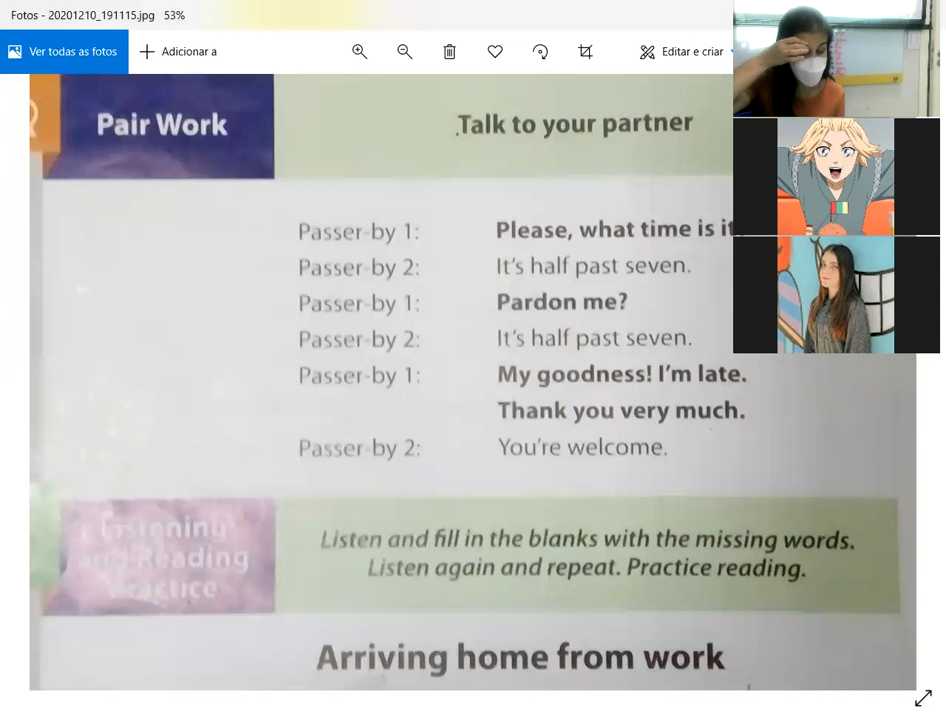 Fotos - 20201210_191115.jpg 53%
Ver todas as fotos
Adicionar a
Editar e criar
Pair Work
Talk to your partner
Passer-by 1: Please, what time is it
Passer-by 2: It's half past seven.
Passer-by 1: Pardon me?
Passer-by 2: It's half past seven.
Passer-by 1: My goodness! I'm late.
Thank you very much.
Passer-by 2: You're welcome.
Listening
and Reading
Practice
Listen and fill in the blanks with the missing words.
Listen again and repeat. Practice reading.
Arriving home from work